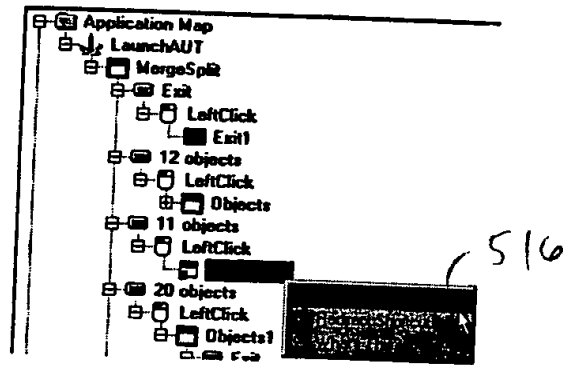 Application Map
LaunchAUT
MergeSplit
Exit
LeftClick
Exit1
12 objects
LeftClick
Objects
11 objects
LeftClick
516
20 objects
LeftClick
Objects1
Exit